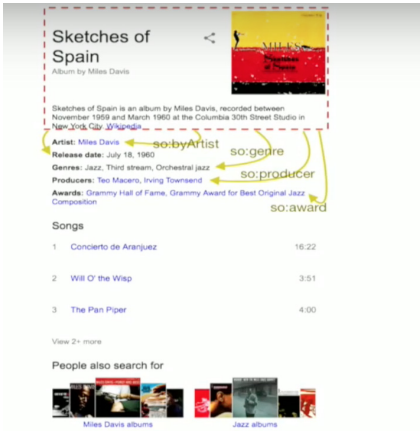 Sketches of
Spain
Album by Miles Davis
MILES
Sketches
of Spain
Sketches of Spain is an album by Miles Davis, recorded between
November 1959 and March 1960 at the Columbia 30th Street Studio in
New York City. Wikipedia
Artist: Miles Davis
so:byArtist
Release date: July 18, 1960
so:genre
Genres: Jazz, Third stream, Orchestral jazz
so:producer
Producers: Teo Macero, Irving Townsend
Awards: Grammy Hall of Fame, Grammy Award for Best Original Jazz
Composition
so:award
Songs
1 Concierto de Aranjuez 16:22
2 Will O' the Wisp 3:51
3 The Pan Piper 4:00
View 2+ more
People also search for
Miles Davis albums Jazz albums